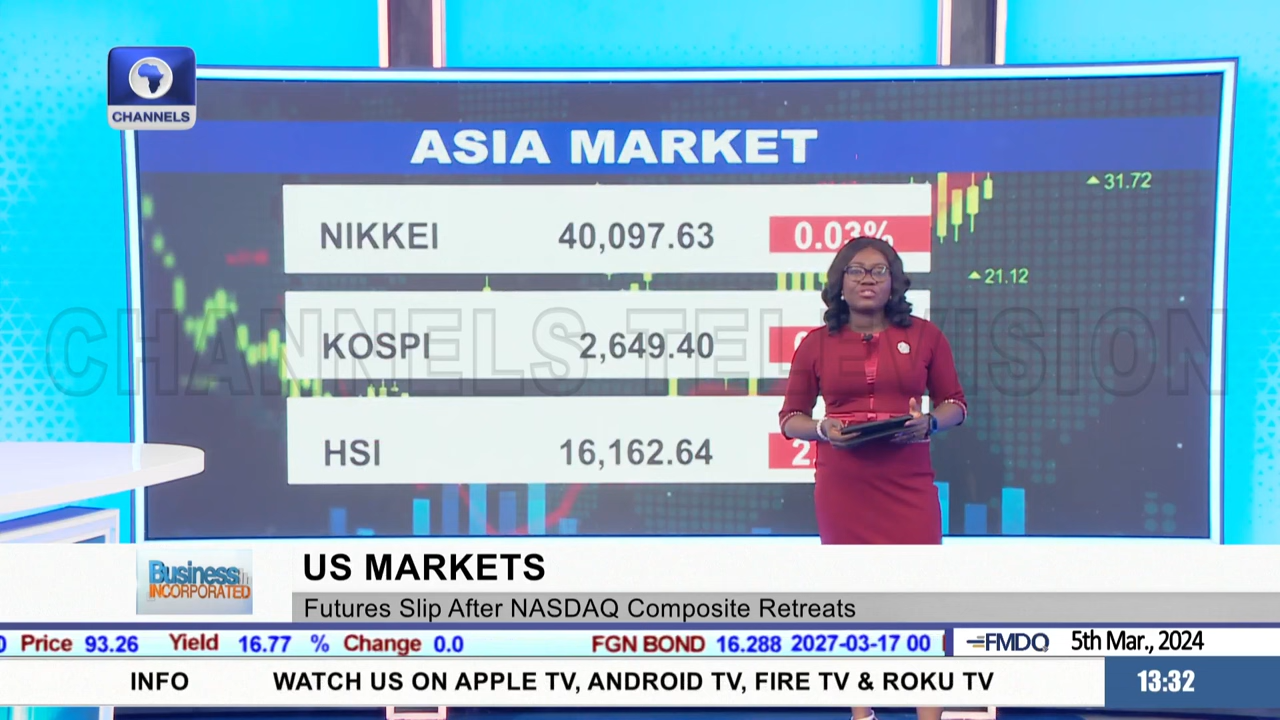 CHANNELS
ASIA MARKET
31.72
NIKKEI 40,097.63 0.03%
21.12
CHANNELS TELEVISION
KOSPI 2,649.40
HSI 16,162.64 2.
Business in
INCORPORATED
US MARKETS
Futures Slip After NASDAQ Composite Retreats
0 Price 93.26 Yield 16.77 % Change 0.0 FGN BOND 16.288 2027-03-17 00
FMDQ 5th Mar., 2024
INFO WATCH US ON APPLE TV, ANDROID TV, FIRE TV & ROKU TV 13:32